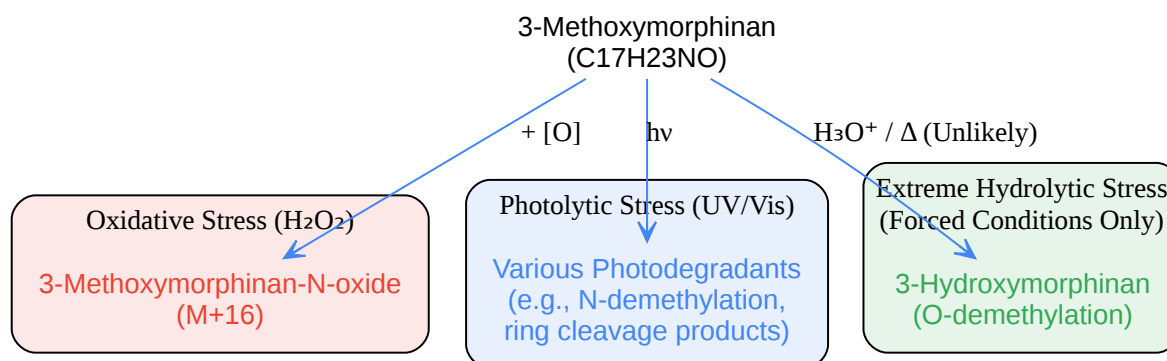 3-Methoxymorphinan
(C17H23NO)
+ [O]
hν
H₃O⁺ / Δ (Unlikely)
Oxidative Stress (H₂O₂)
3-Methoxymorphinan-N-oxide
(M+16)
Photolytic Stress (UV/Vis)
Various Photodegradants
(e.g., N-demethylation,
ring cleavage products)
Extreme Hydrolytic Stress
(Forced Conditions Only)
3-Hydroxymorphinan
(O-demethylation)